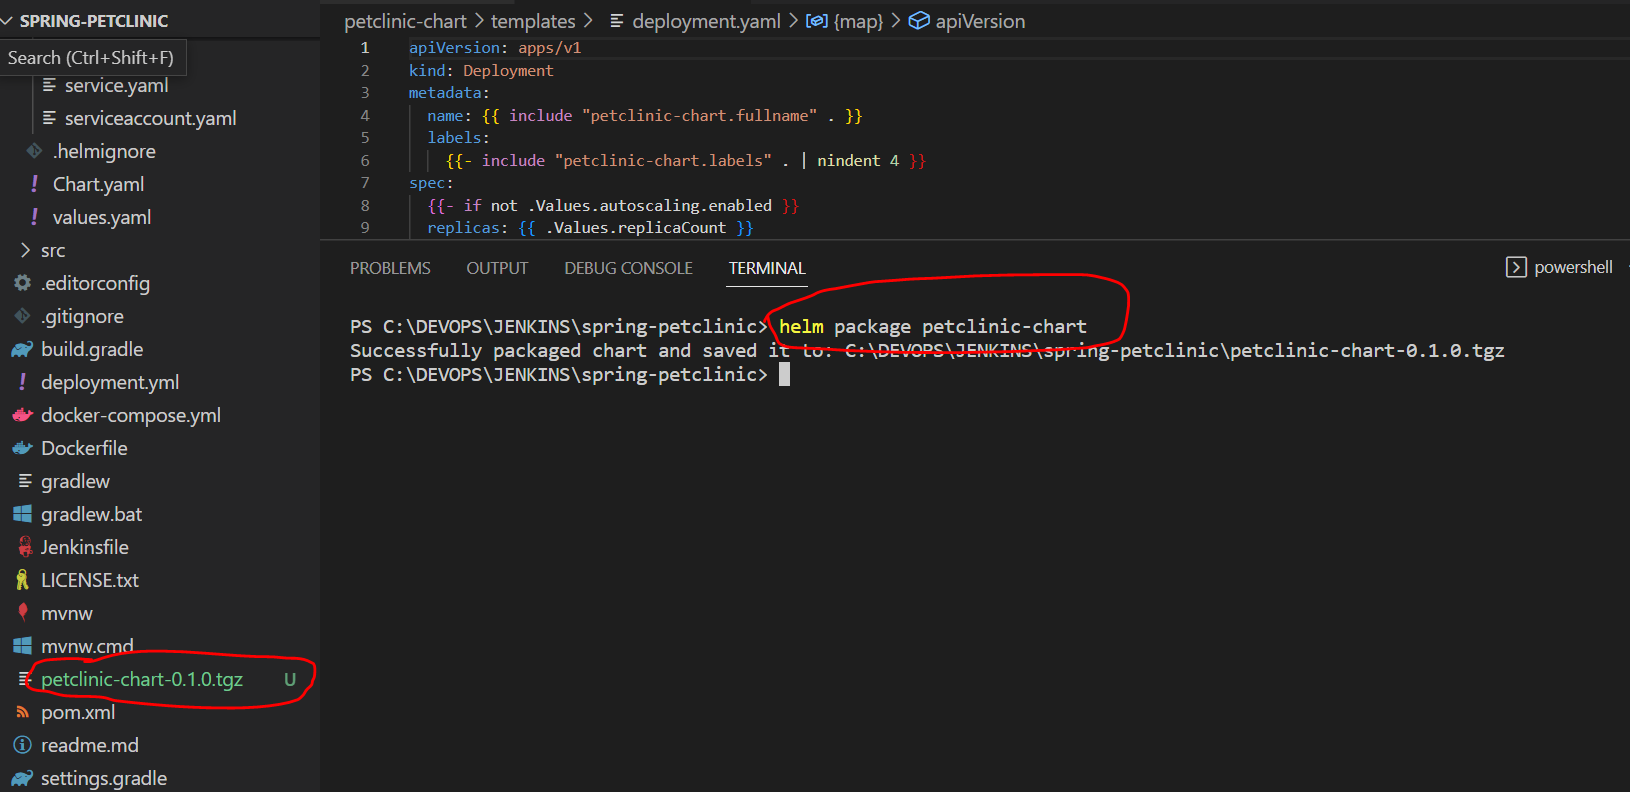 SPRING-PETCLINIC
Search (Ctrl+Shift+F)
service.yaml
serviceaccount.yaml
.helmignore
! Chart.yaml
! values.yaml
src
.editorconfig
.gitignore
build.gradle
! deployment.yml
docker-compose.yml
Dockerfile
gradlew
gradlew.bat
Jenkinsfile
LICENSE.txt
mvnw
mvnw.cmd
petclinic-chart-0.1.0.tgz U
pom.xml
readme.md
settings.gradle
petclinic-chart > templates > deployment.yaml > {map} > apiVersion
1 apiVersion: apps/v1
2 kind: Deployment
3 metadata:
4 name: {{ include "petclinic-chart.fullname" . }}
5 labels:
6 {{- include "petclinic-chart.labels" . | nindent 4 }}
7 spec:
8 {{- if not .Values.autoscaling.enabled }}
9 replicas: {{ .Values.replicaCount }}
PROBLEMS OUTPUT DEBUG CONSOLE TERMINAL powershell
PS C:\DEVOPS\JENKINS\spring-petclinic> helm package petclinic-chart
Successfully packaged chart and saved it to: C:\DEVOPS\JENKINS\spring-petclinic\petclinic-chart-0.1.0.tgz
PS C:\DEVOPS\JENKINS\spring-petclinic>